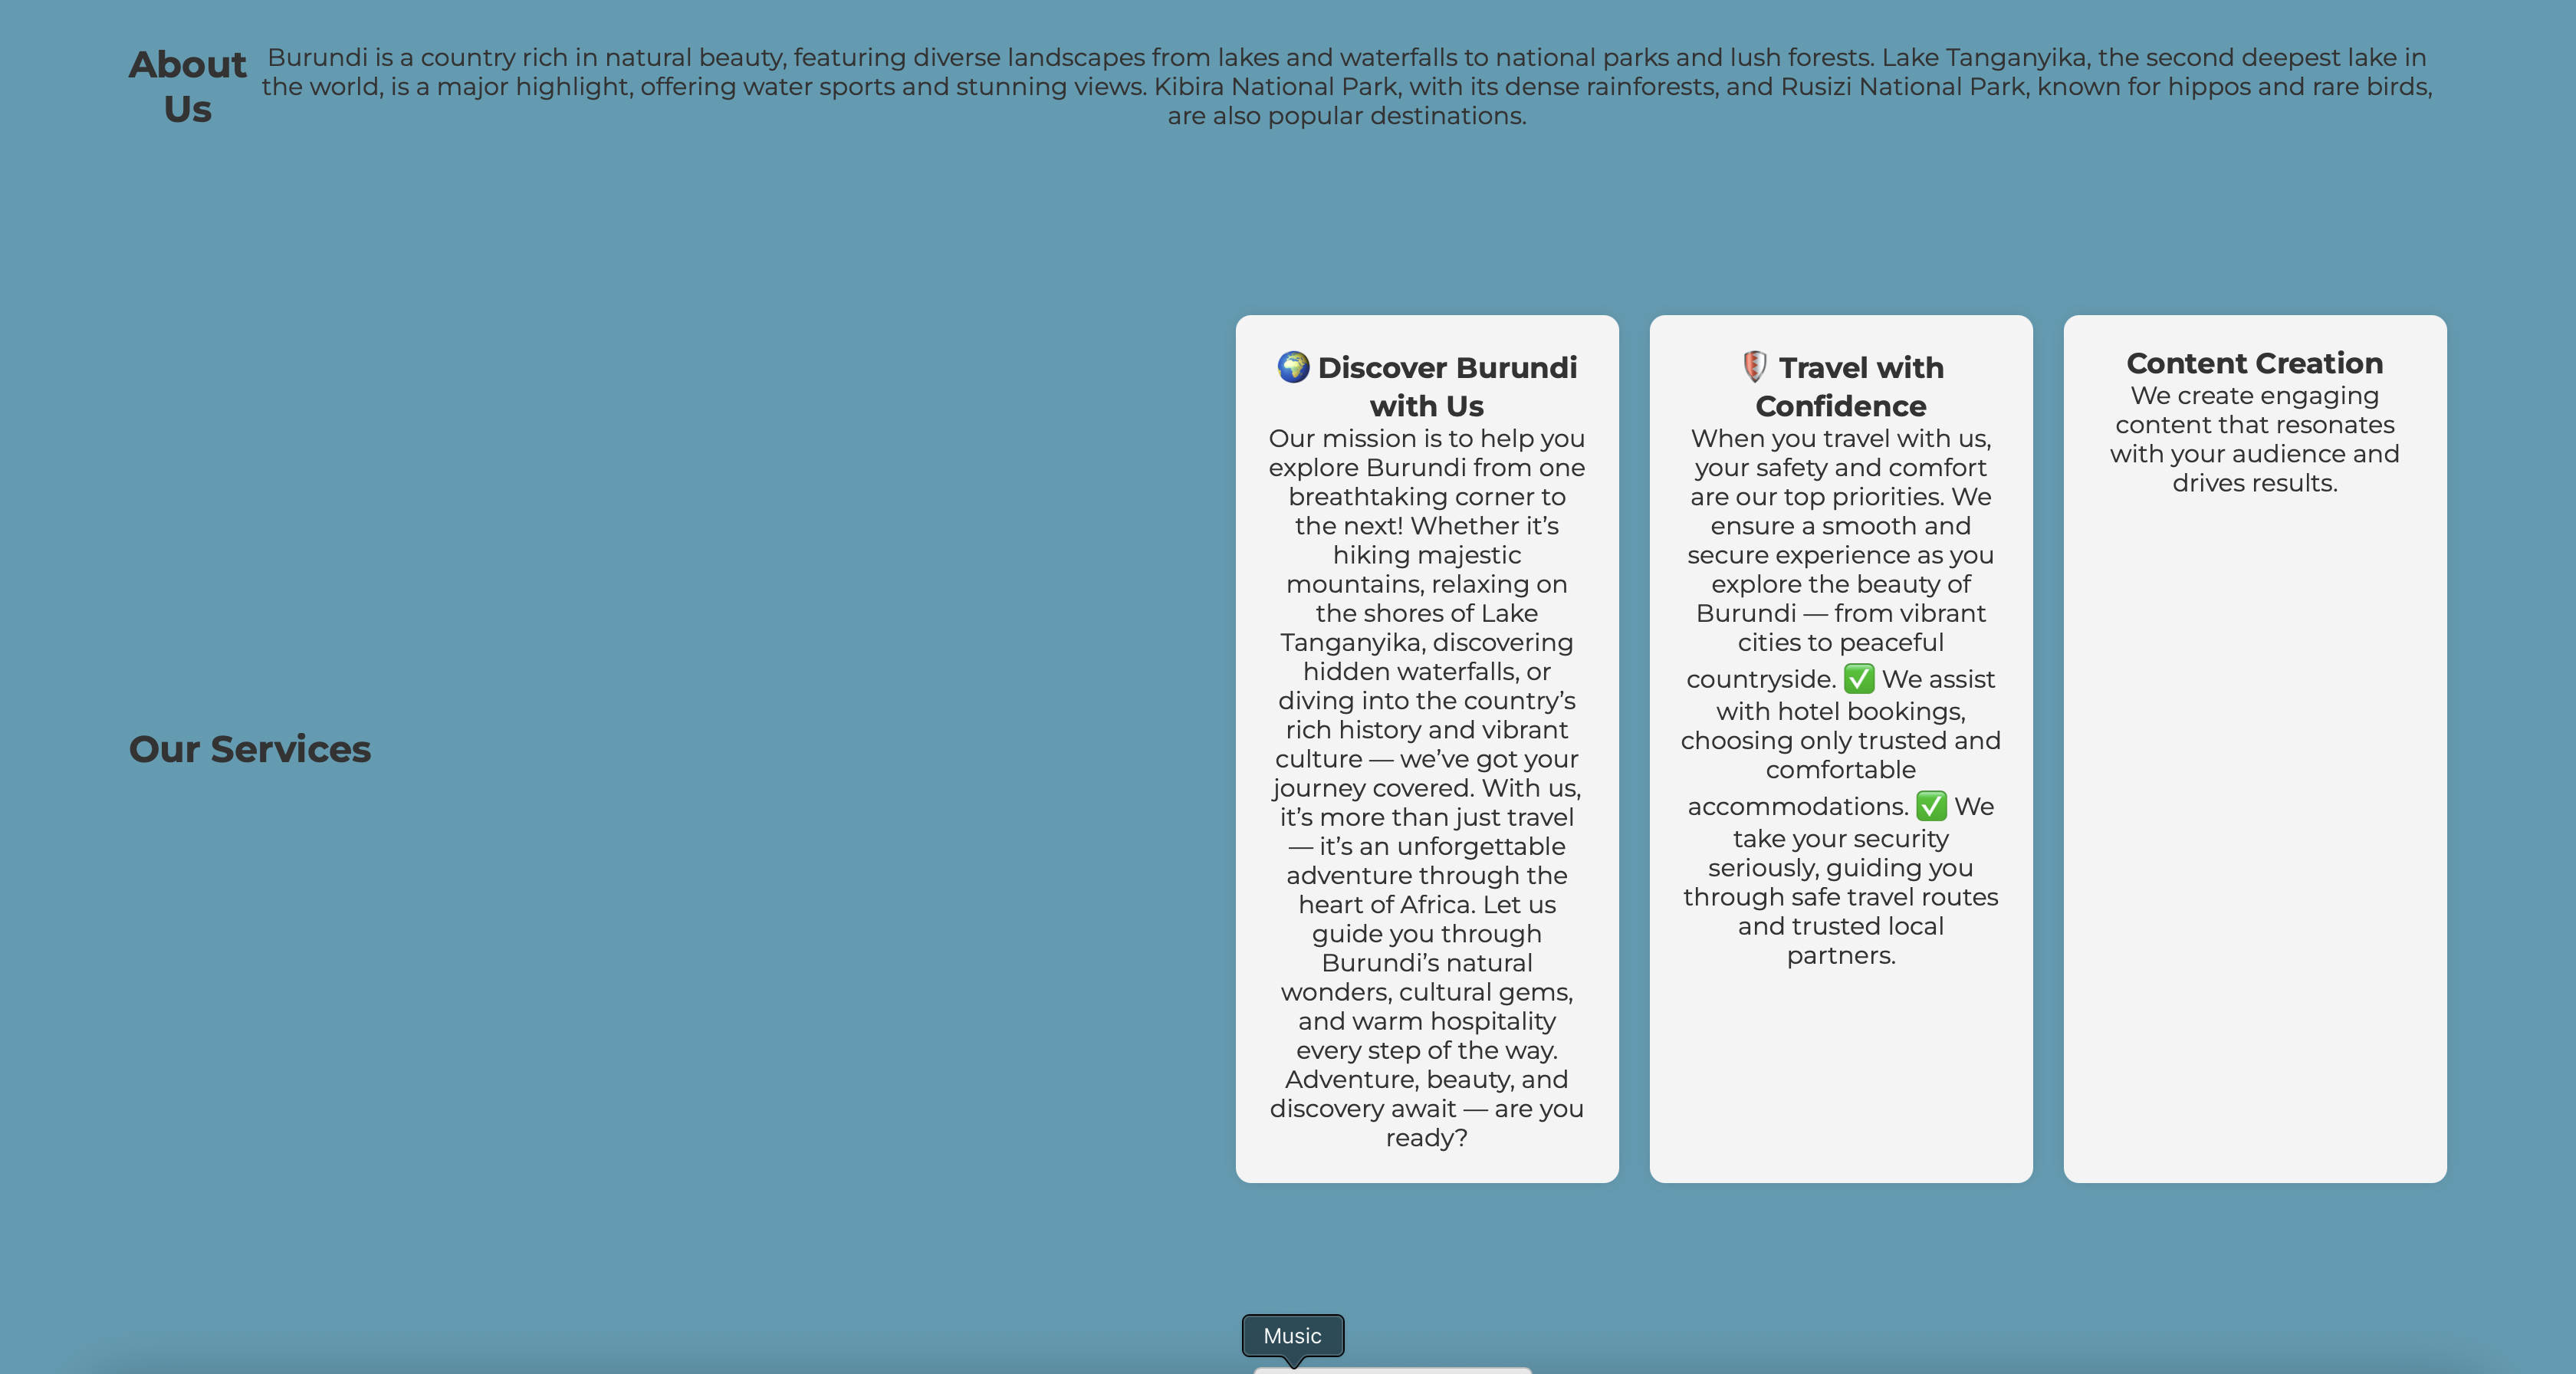 About
Us
Burundi is a country rich in natural beauty, featuring diverse landscapes from lakes and waterfalls to national parks and lush forests. Lake Tanganyika, the second deepest lake in
the world, is a major highlight, offering water sports and stunning views. Kibira National Park, with its dense rainforests, and Rusizi National Park, known for hippos and rare birds,
are also popular destinations.
Our Services
🌍 Discover Burundi
with Us
Our mission is to help you
explore Burundi from one
breathtaking corner to
the next! Whether it’s
hiking majestic
mountains, relaxing on
the shores of Lake
Tanganyika, discovering
hidden waterfalls, or
diving into the country’s
rich history and vibrant
culture — we’ve got your
journey covered. With us,
it’s more than just travel
— it’s an unforgettable
adventure through the
heart of Africa. Let us
guide you through
Burundi’s natural
wonders, cultural gems,
and warm hospitality
every step of the way.
Adventure, beauty, and
discovery await — are you
ready?
🛡️ Travel with
Confidence
When you travel with us,
your safety and comfort
are our top priorities. We
ensure a smooth and
secure experience as you
explore the beauty of
Burundi — from vibrant
cities to peaceful
countryside. ✅ We assist
with hotel bookings,
choosing only trusted and
comfortable
accommodations. ✅ We
take your security
seriously, guiding you
through safe travel routes
and trusted local
partners.
Content Creation
We create engaging
content that resonates
with your audience and
drives results.
Music